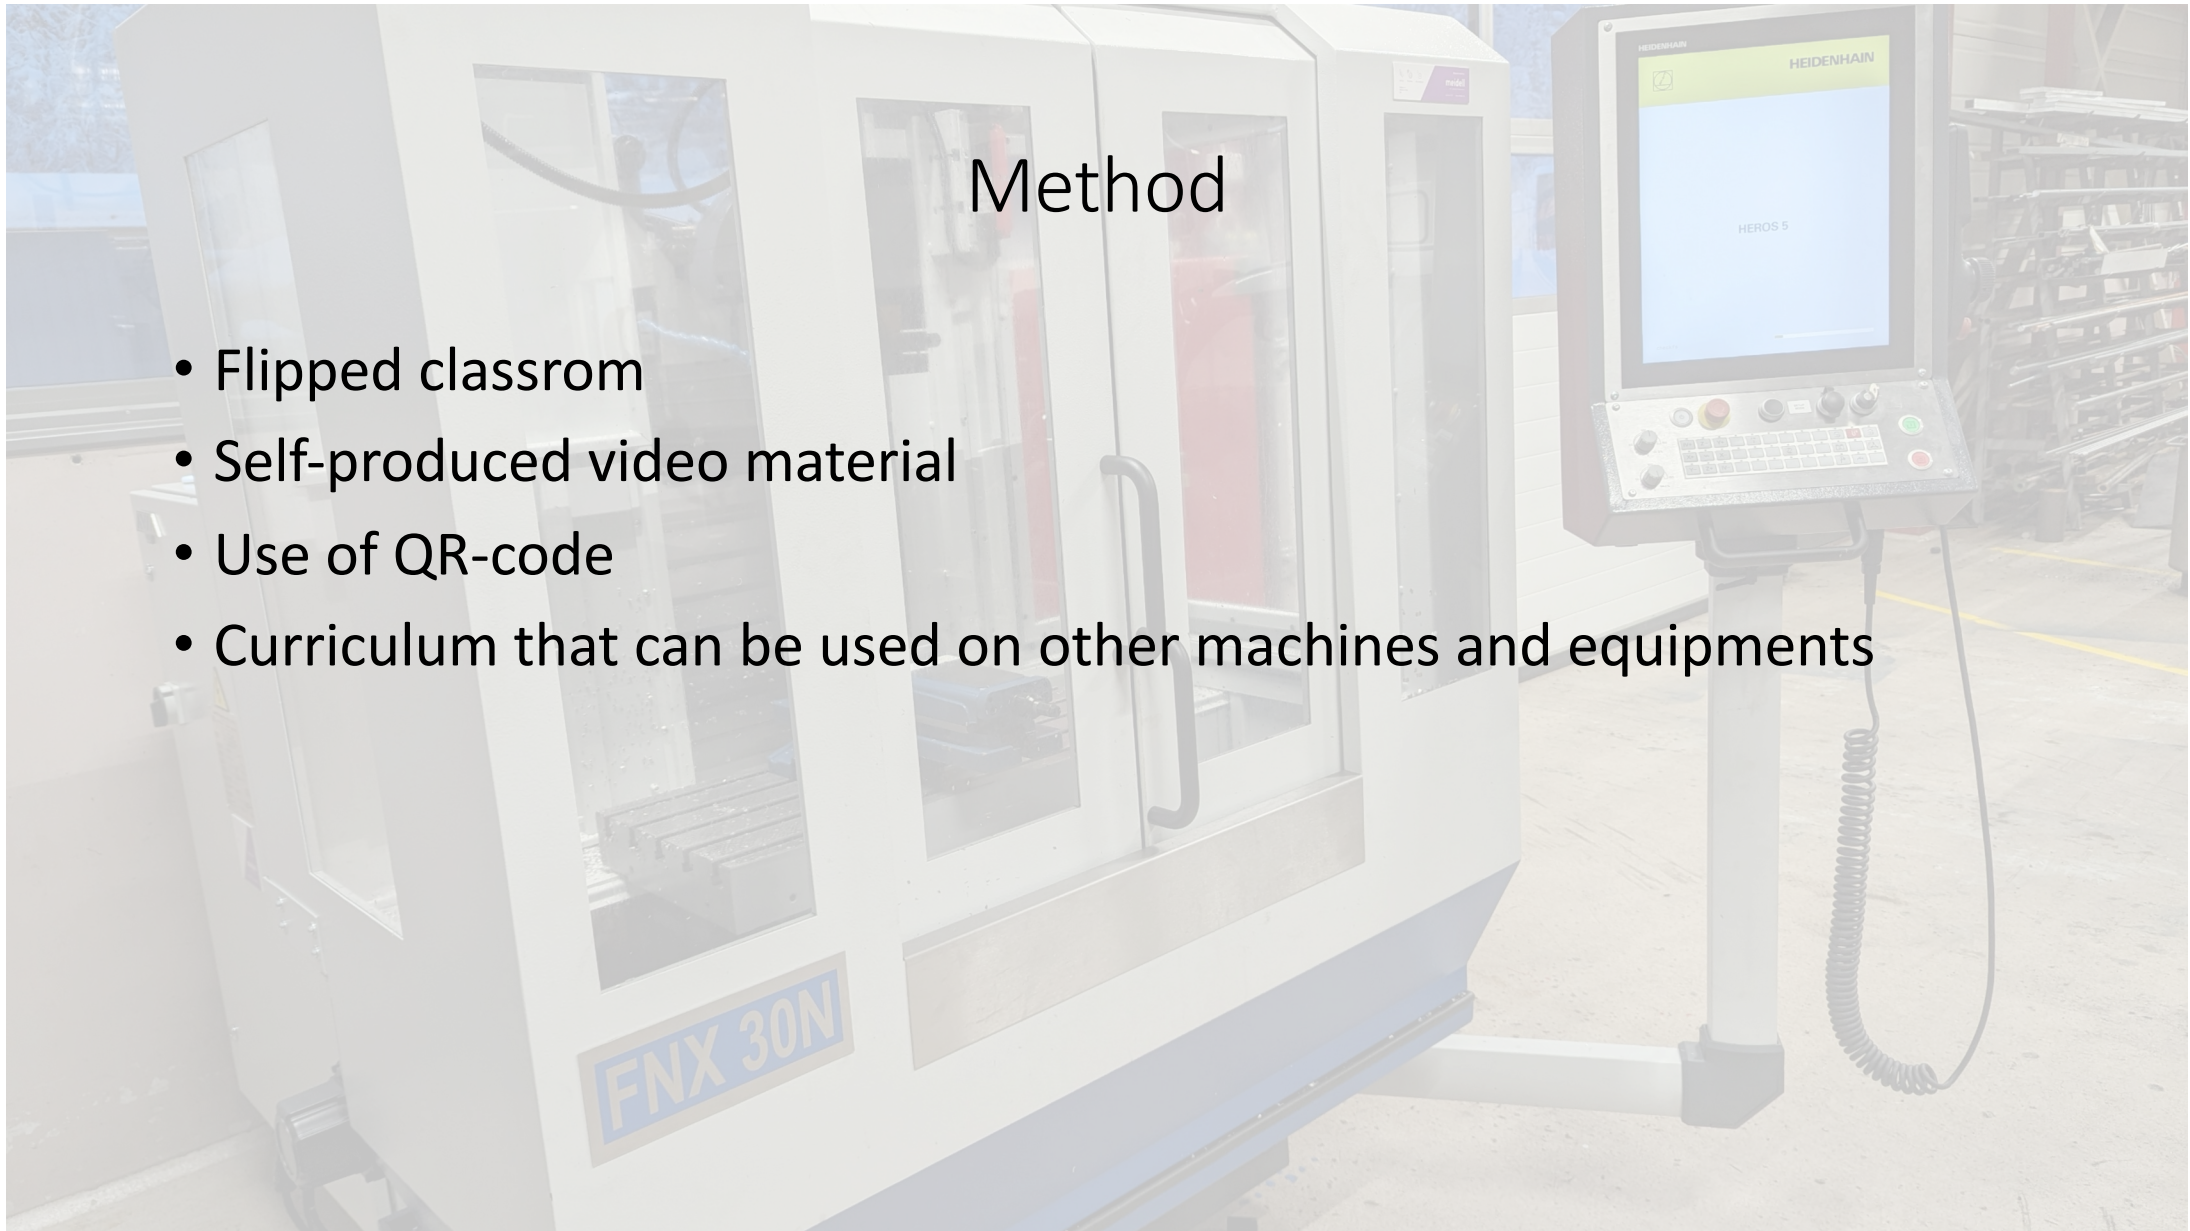 HEIDENHAIN
HEIDENHAIN
HEROS 5
Method
• Flipped classrom
• Self-produced video material
• Use of QR-code
• Curriculum that can be used on other machines and equipments
FNX 30N